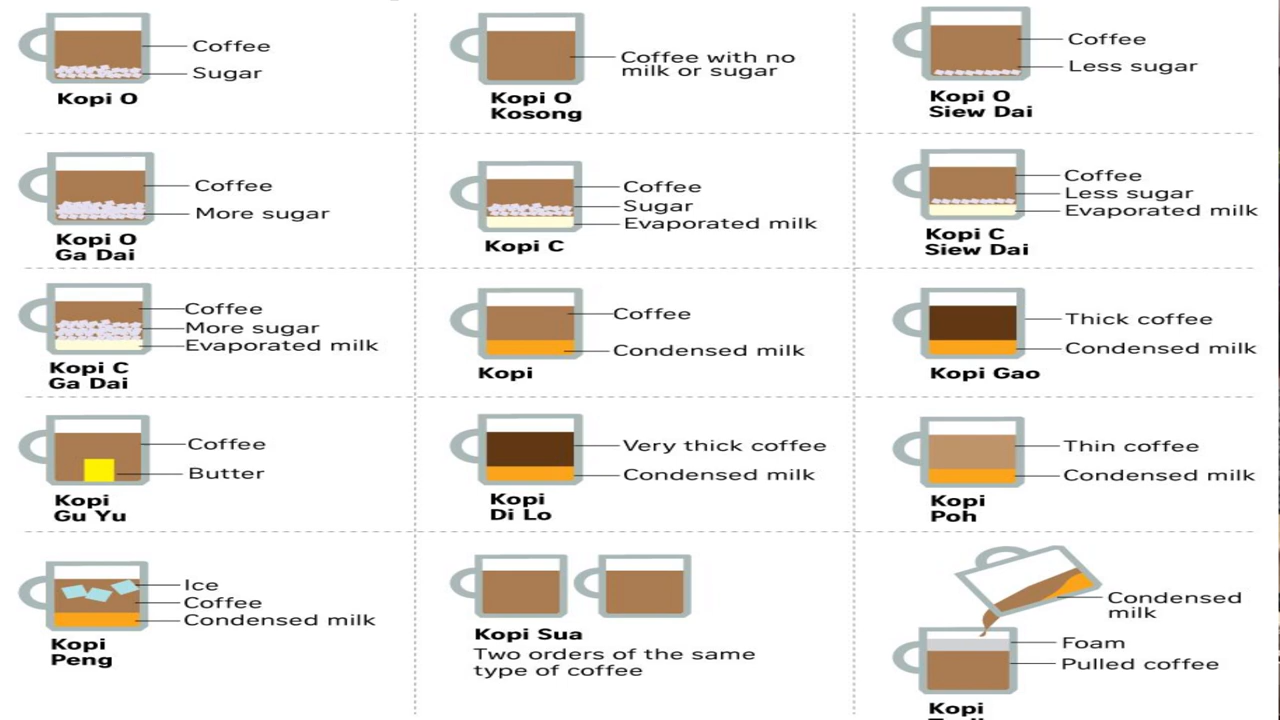 Coffee
Sugar
Kopi O
Coffee with no
milk or sugar
Kopi O
Kosong
Coffee
Less sugar
Kopi O
Siew Dai
Coffee
More sugar
Kopi O
Ga Dai
Coffee
Sugar
Evaporated milk
Kopi C
Coffee
Less sugar
Evaporated milk
Kopi C
Siew Dai
Coffee
More sugar
Evaporated milk
Kopi C
Ga Dai
Coffee
Condensed milk
Kopi
Thick coffee
Condensed milk
Kopi Gao
Coffee
Butter
Kopi
Gu Yu
Very thick coffee
Condensed milk
Kopi
Di Lo
Thin coffee
Condensed milk
Kopi
Poh
Ice
Coffee
Condensed milk
Kopi
Peng
Kopi Sua
Two orders of the same
type of coffee
Condensed
milk
Foam
Pulled coffee
Kopi